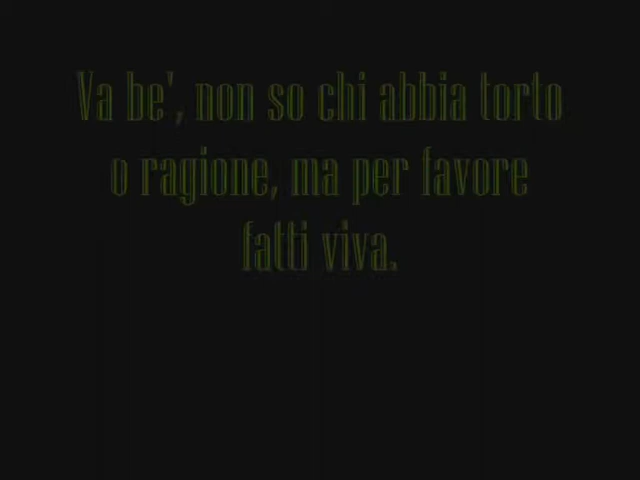 Va be', non so chi abbia torto
o ragione, ma per favore
fatti viva.